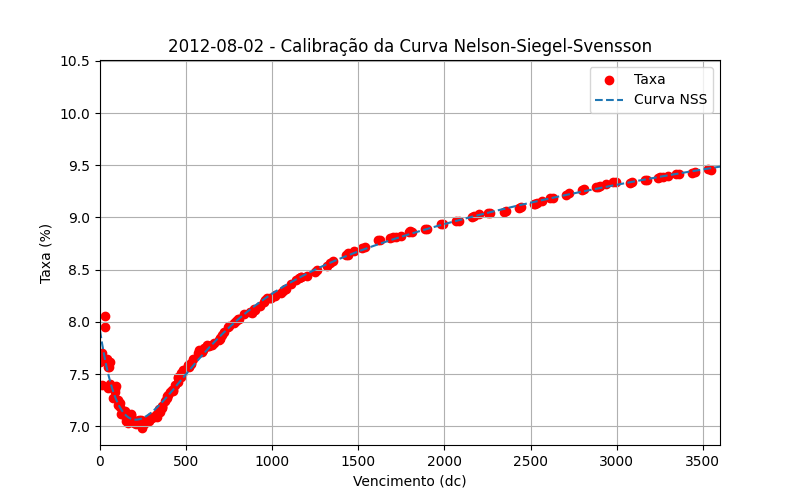 2012-08-02 - Calibração da Curva Nelson-Siegel-Svensson
Taxa
Curva NSS
Taxa (%)
10.5
10.0
9.5
9.0
8.5
8.0
7.5
7.0
0 500 1000 1500 2000 2500 3000 3500
Vencimento (dc)